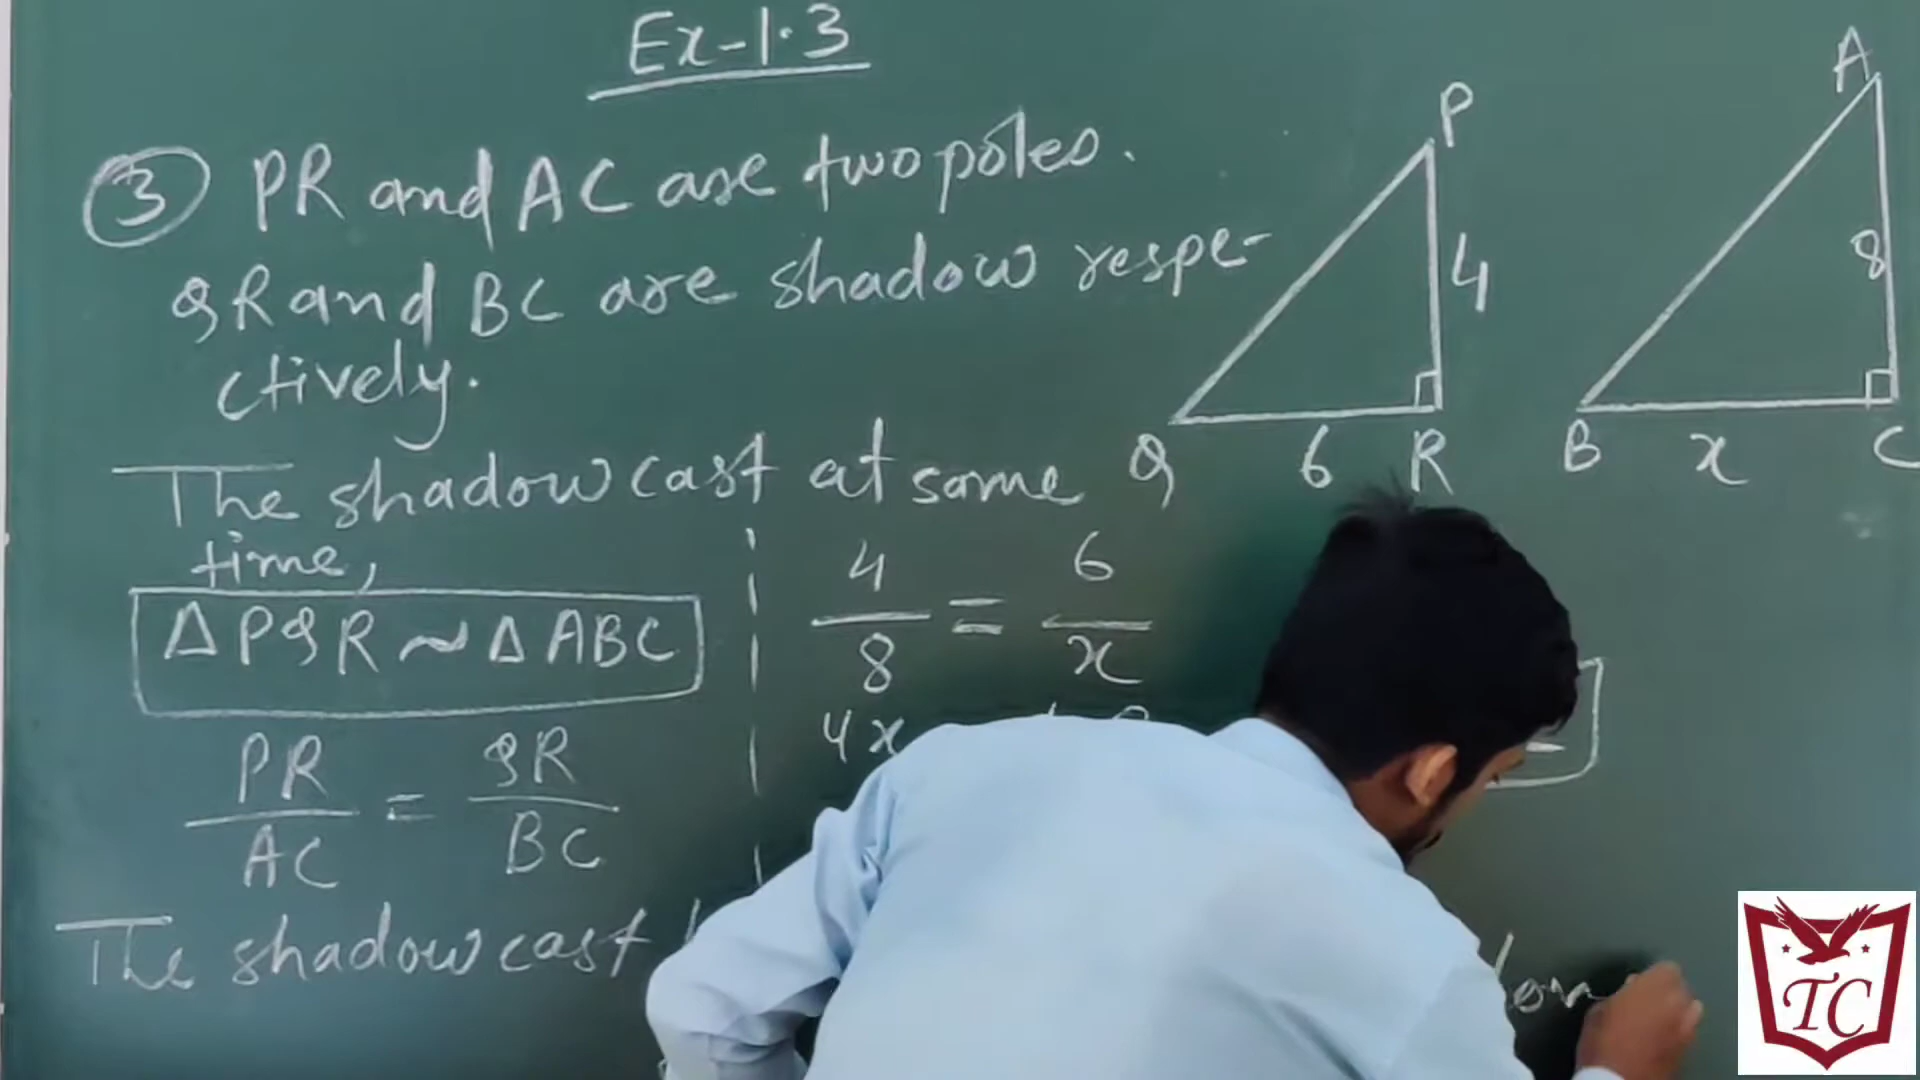 Ex-1.3
③ PR and AC are two poles.
QR and BC are shadow respe-
ctively.
The shadow cast at same
time,
△PQR ~ △ABC
PR/AC = QR/BC
4/8 = 6/x
4x
The shadow cast
P
4
Q 6 R
A
8
B x C
TC